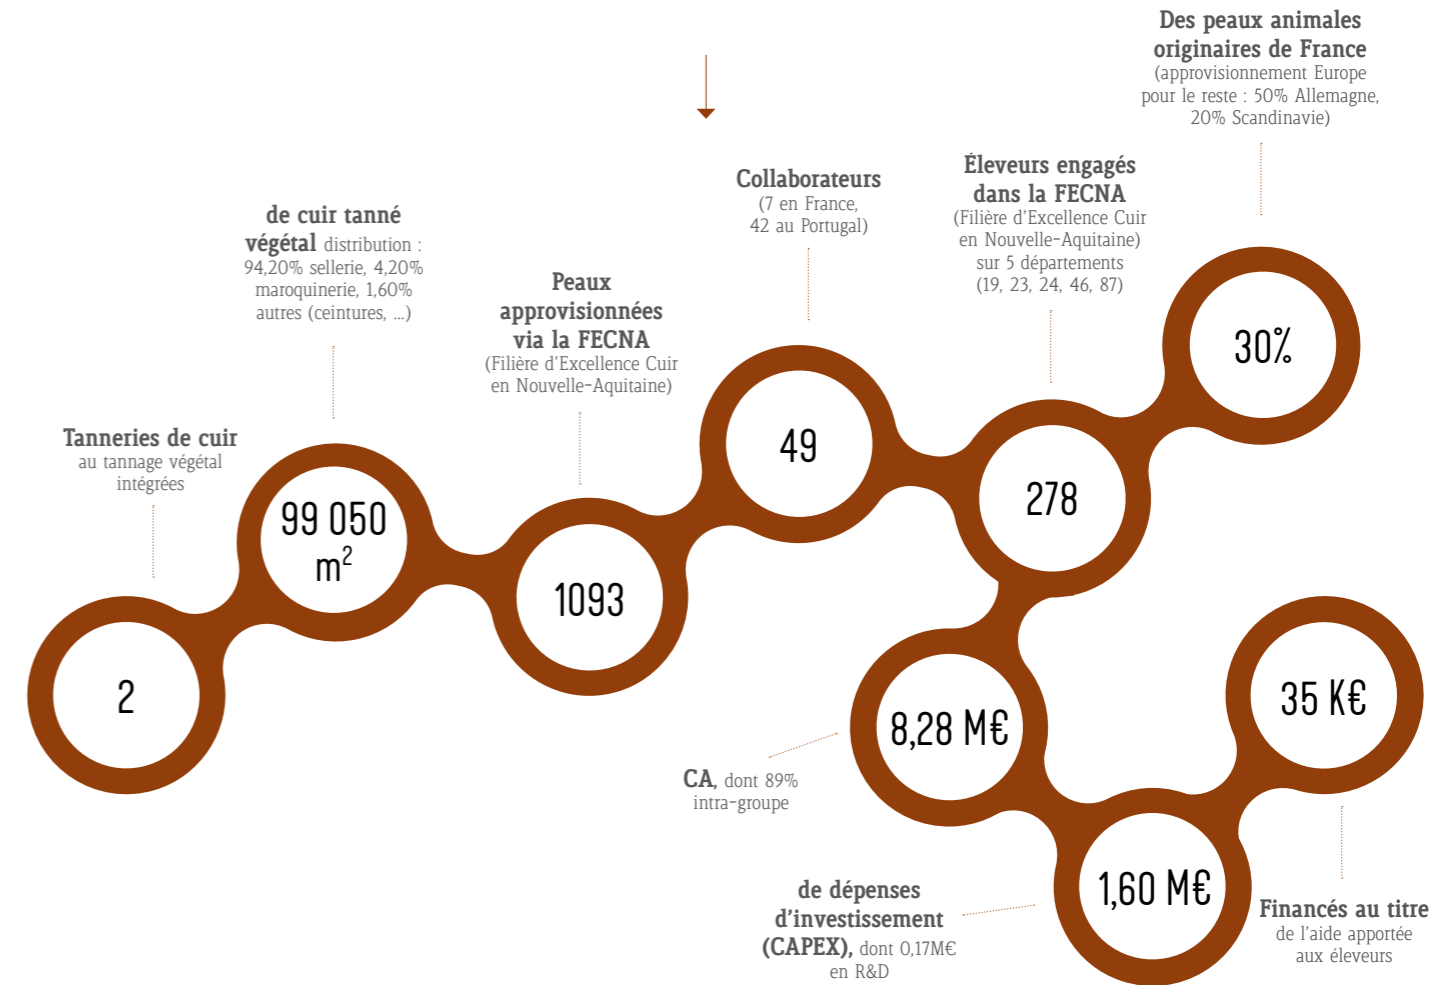 Tanneries de cuir
au tannage végétal
intégrées
2
de cuir tanné
végétal distribution :
94,20% sellerie, 4,20%
maroquinerie, 1,60%
autres (ceintures, ...)
99 050
m²
Peaux
approvisionnées
via la FECNA
(Filière d'Excellence Cuir
en Nouvelle-Aquitaine)
1093
Collaborateurs
(7 en France,
42 au Portugal)
49
Éleveurs engagés
dans la FECNA
(Filière d'Excellence Cuir
en Nouvelle-Aquitaine)
sur 5 départements
(19, 23, 24, 46, 87)
278
Des peaux animales
originaires de France
(approvisionnement Europe
pour le reste : 50% Allemagne,
20% Scandinavie)
30%
8,28 M€
CA, dont 89%
intra-groupe
1,60 M€
de dépenses
d'investissement
(CAPEX), dont 0,17M€
en R&D
35 K€
Financés au titre
de l'aide apportée
aux éleveurs